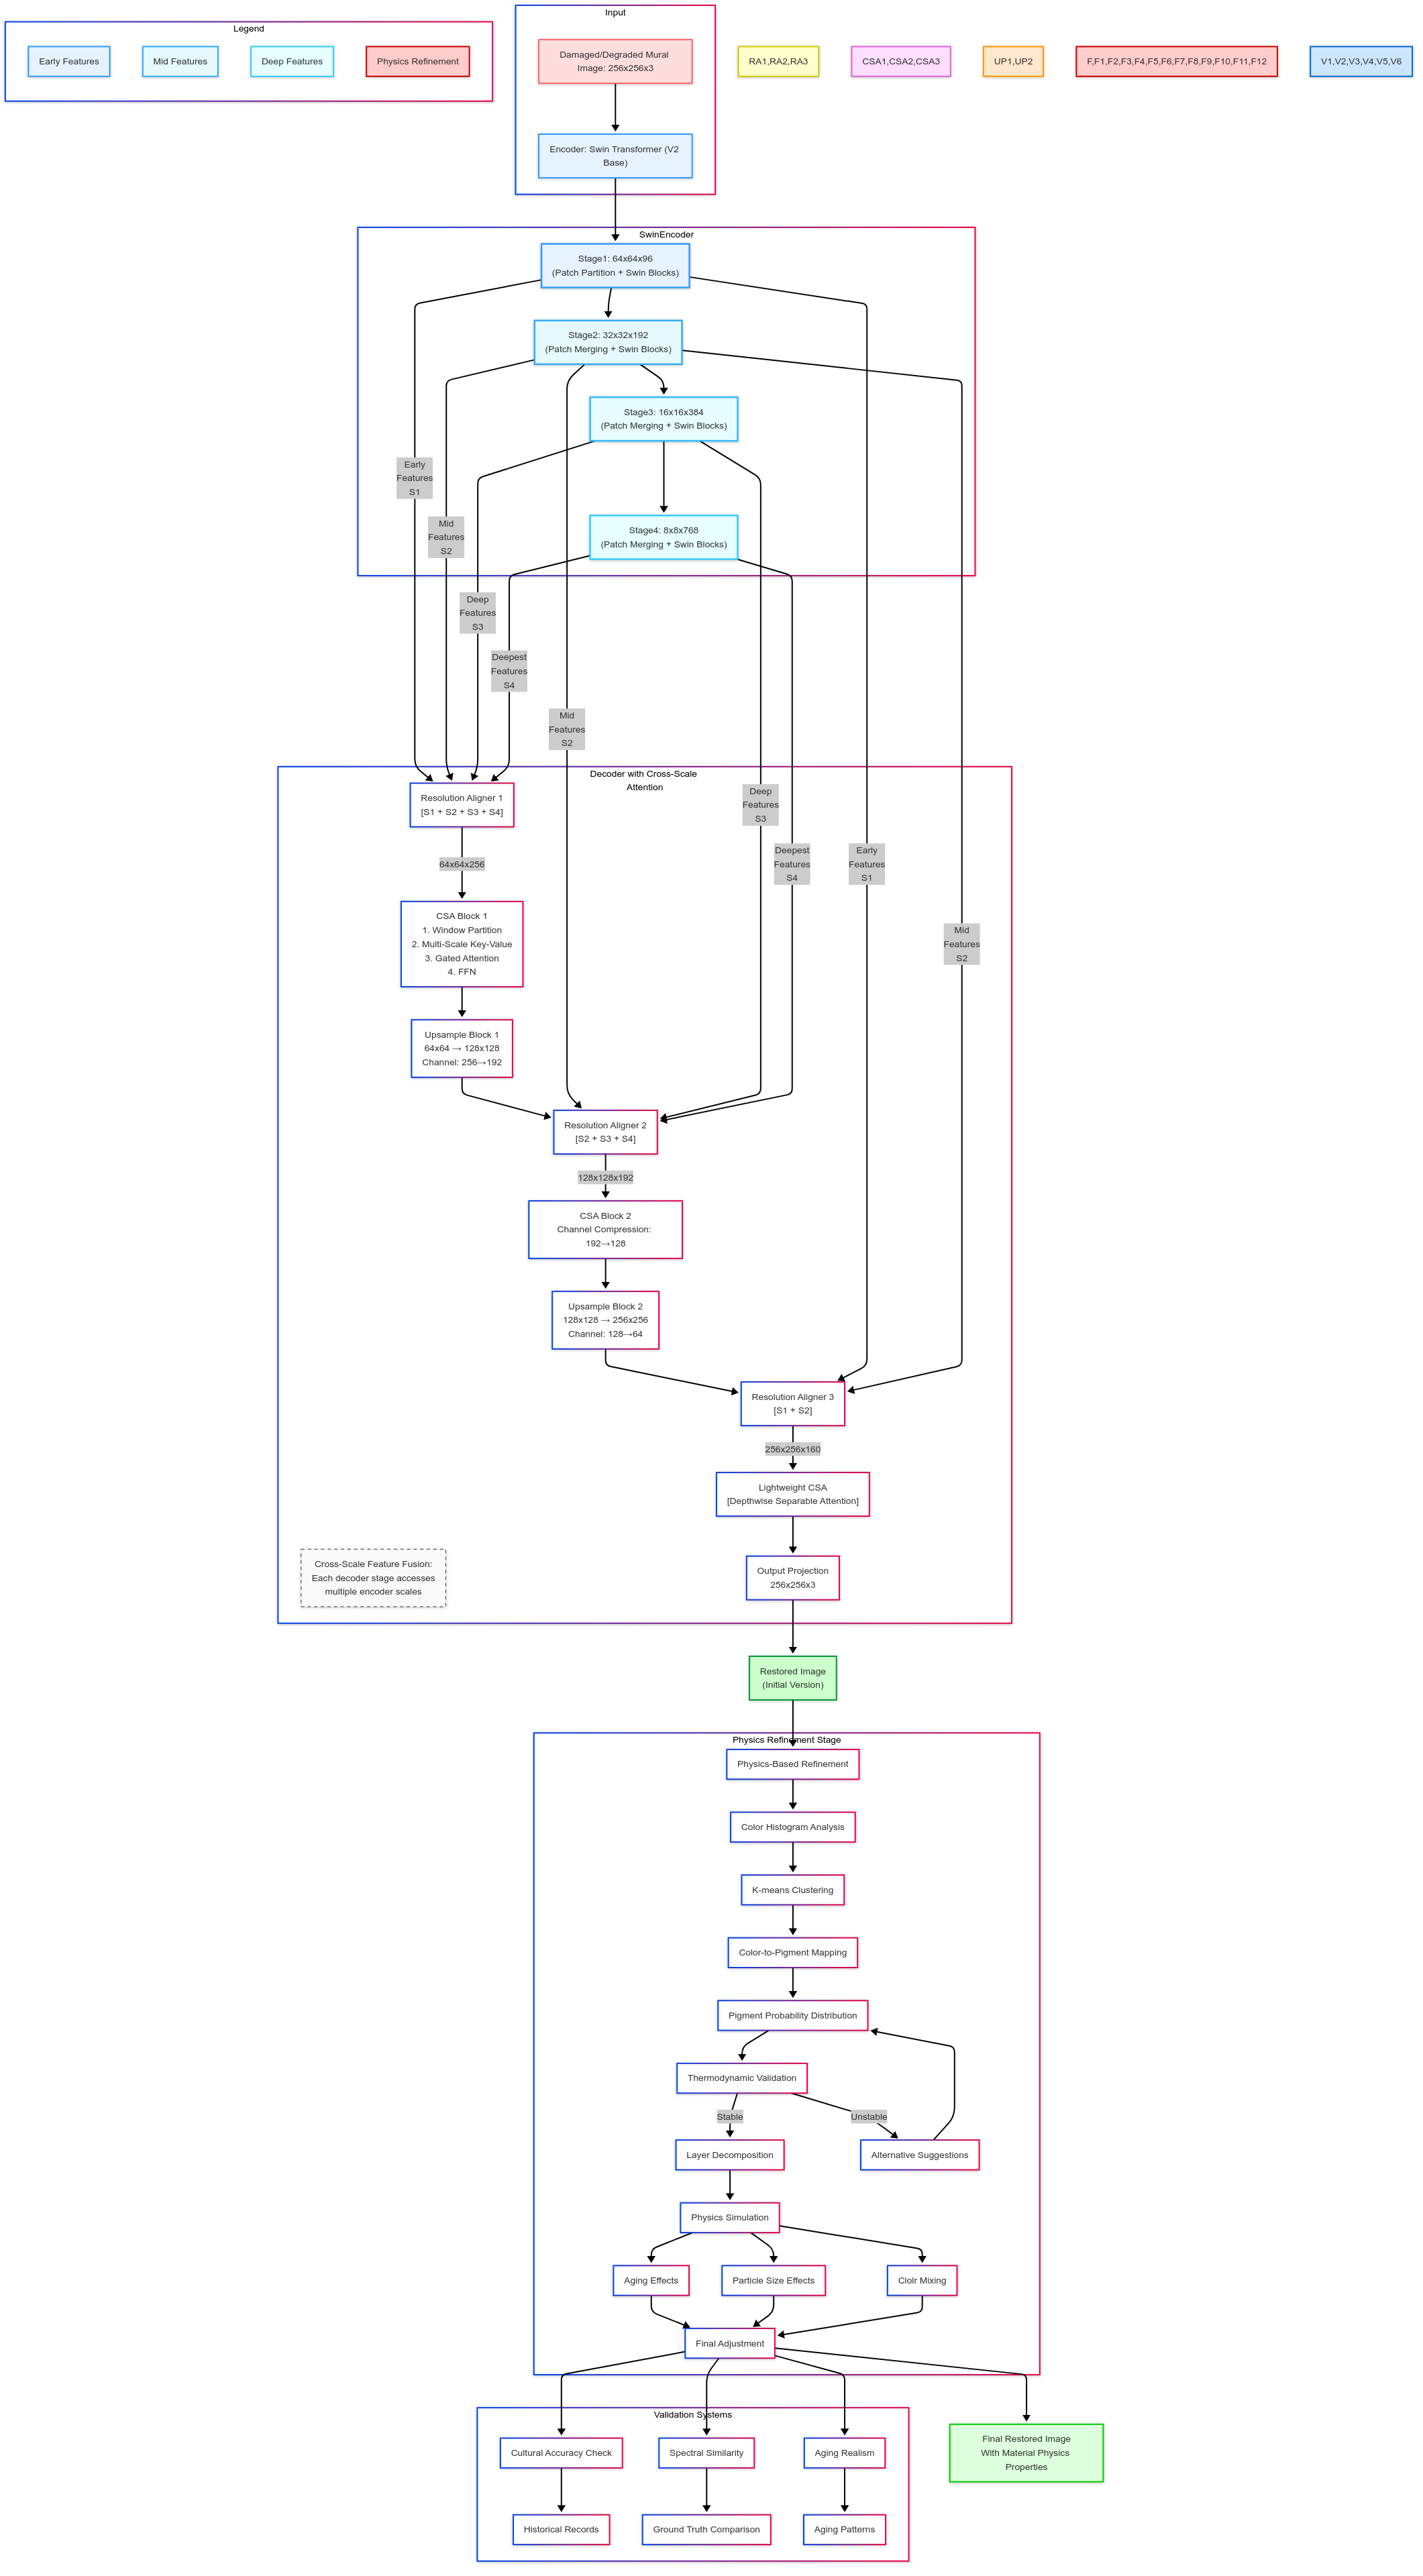 Legend
Early Features
Mid Features
Deep Features
Physics Refinement
Input
Damaged/Degraded Mural
Image: 256x256x3
Encoder: Swin Transformer (V2
Base)
RA1,RA2,RA3
CSA1,CSA2,CSA3
UP1,UP2
F,F1,F2,F3,F4,F5,F6,F7,F8,F9,F10,F11,F12
V1,V2,V3,V4,V5,V6
SwinEncoder
Stage1: 64x64x96
(Patch Partition + Swin Blocks)
Stage2: 32x32x192
(Patch Merging + Swin Blocks)
Stage3: 16x16x384
(Patch Merging + Swin Blocks)
Stage4: 8x8x768
(Patch Merging + Swin Blocks)
Early
Features
S1
Mid
Features
S2
Deep
Features
S3
Deepest
Features
S4
Mid
Features
S2
Deep
Features
S3
Deepest
Features
S4
Early
Features
S1
Mid
Features
S2
Decoder with Cross-Scale
Attention
Resolution Aligner 1
[S1 + S2 + S3 + S4]
64x64x256
CSA Block 1
1. Window Partition
2. Multi-Scale Key-Value
3. Gated Attention
4. FFN
Upsample Block 1
64x64 → 128x128
Channel: 256→192
Resolution Aligner 2
[S2 + S3 + S4]
128x128x192
CSA Block 2
Channel Compression:
192→128
Upsample Block 2
128x128 → 256x256
Channel: 128→64
Resolution Aligner 3
[S1 + S2]
256x256x160
Lightweight CSA
[Depthwise Separable Attention]
Output Projection
256x256x3
Cross-Scale Feature Fusion:
Each decoder stage accesses
multiple encoder scales
Restored Image
(Initial Version)
Physics Refinement Stage
Physics-Based Refinement
Color Histogram Analysis
K-means Clustering
Color-to-Pigment Mapping
Pigment Probability Distribution
Thermodynamic Validation
Stable
Unstable
Layer Decomposition
Alternative Suggestions
Physics Simulation
Aging Effects
Particle Size Effects
Clolr Mixing
Final Adjustment
Validation Systems
Cultural Accuracy Check
Spectral Similarity
Aging Realism
Historical Records
Ground Truth Comparison
Aging Patterns
Final Restored Image
With Material Physics
Properties